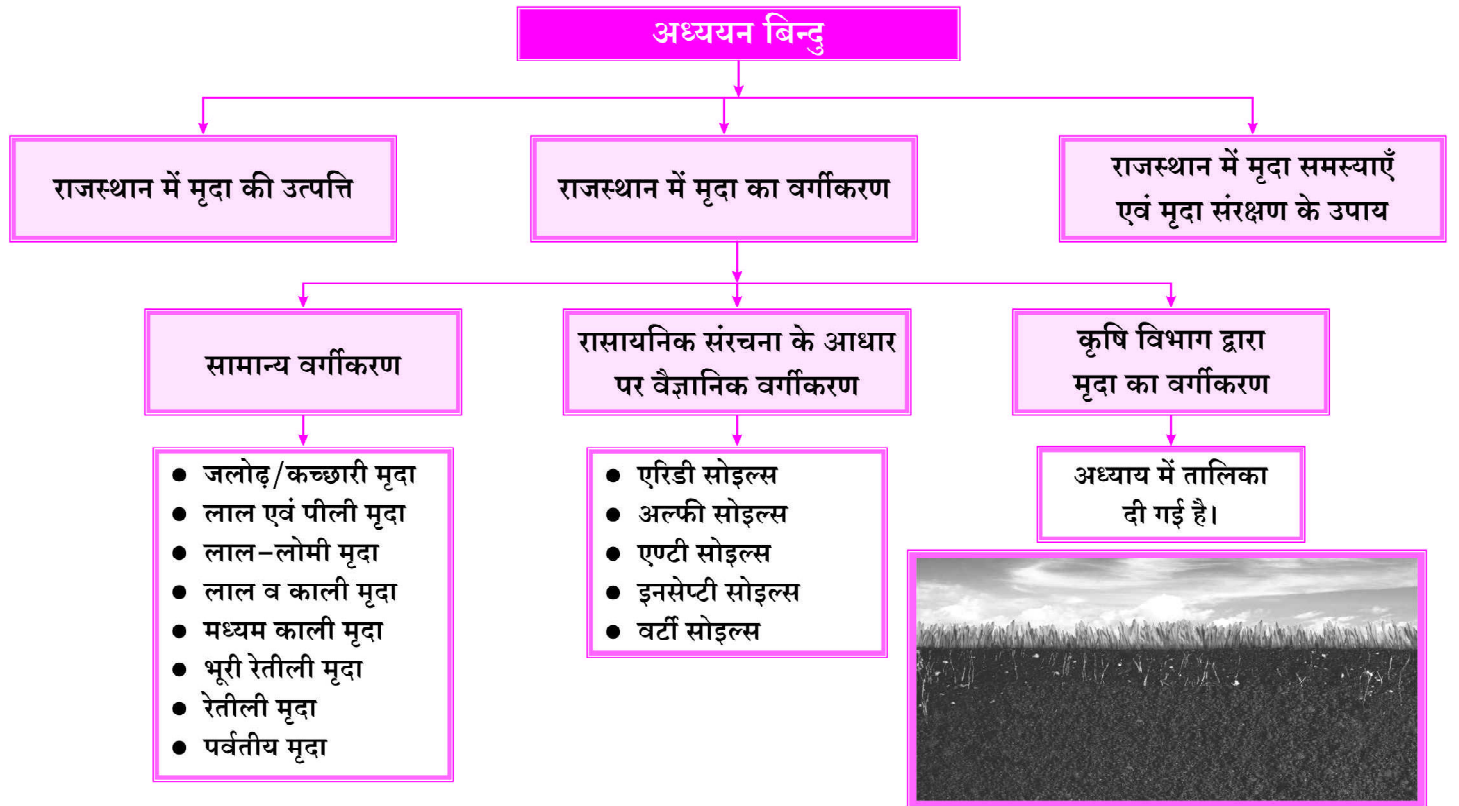 अध्ययन बिन्दु
राजस्थान में मृदा की उत्पत्ति
राजस्थान में मृदा का वर्गीकरण
राजस्थान में मृदा समस्याएँ
एवं मृदा संरक्षण के उपाय
सामान्य वर्गीकरण
रासायनिक संरचना के आधार
पर वैज्ञानिक वर्गीकरण
कृषि विभाग द्वारा
मृदा का वर्गीकरण
● जलोढ़/कच्छारी मृदा
● लाल एवं पीली मृदा
● लाल-लोमी मृदा
● लाल व काली मृदा
● मध्यम काली मृदा
● भूरी रेतीली मृदा
● रेतीली मृदा
● पर्वतीय मृदा
● एरिडी सोइल्स
● अल्फी सोइल्स
● एण्टी सोइल्स
● इनसेप्टी सोइल्स
● वर्टी सोइल्स
अध्याय में तालिका
दी गई है।